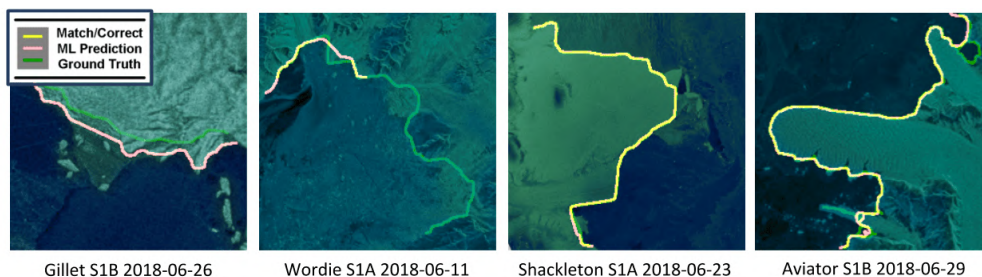 Match/Correct
ML Prediction
Ground Truth
Gillet S1B 2018-06-26
Wordie S1A 2018-06-11
Shackleton S1A 2018-06-23
Aviator S1B 2018-06-29